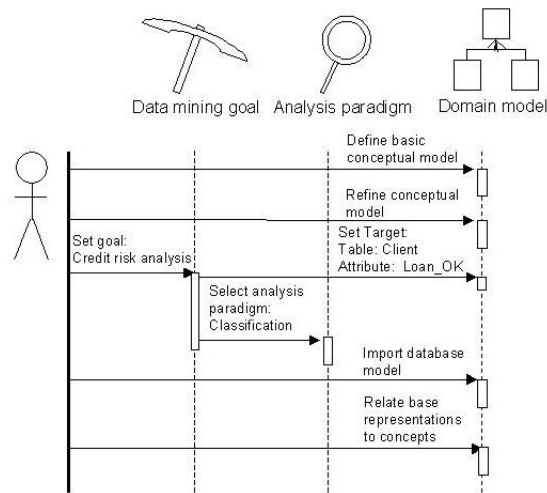 Data mining goal
Analysis paradigm
Domain model
Define basic
conceptual model
Refine conceptual
model
Set goal:
Credit risk analysis
Set Target:
Table: Client
Attribute: Loan_OK
Select analysis
paradigm:
Classification
Import database
model
Relate base
representations
to concepts